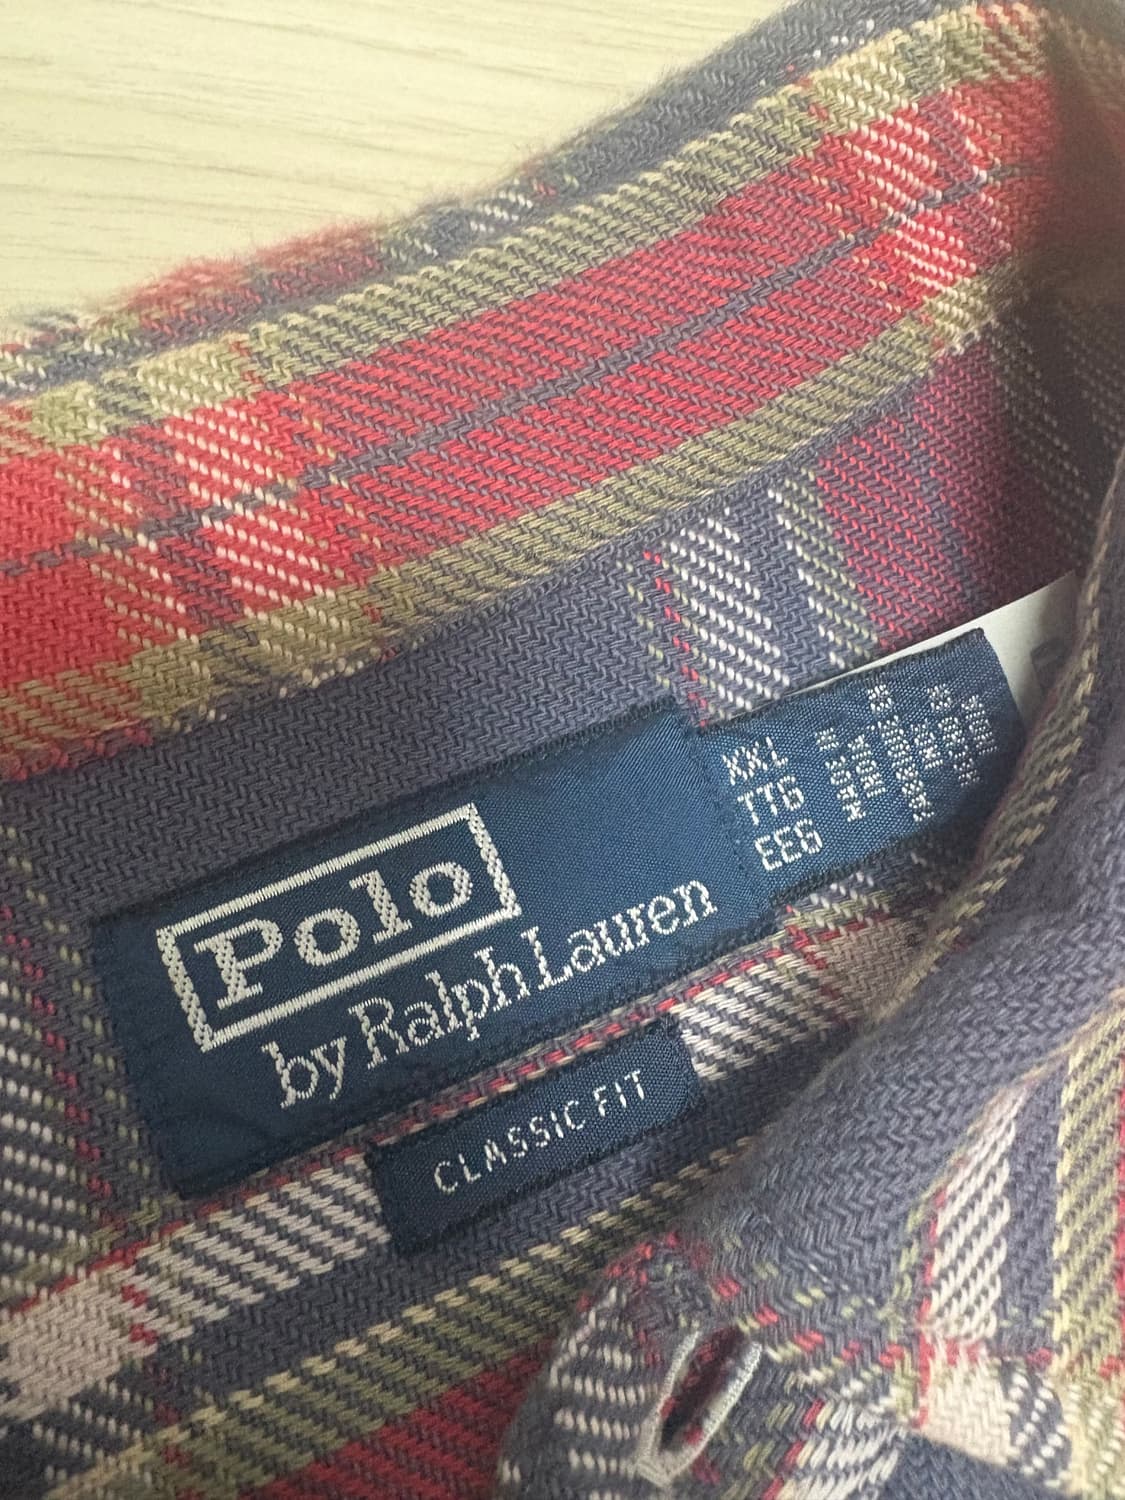 Polo
by Ralph Lauren
XXL
TTG
EEG
CLASSIC FIT